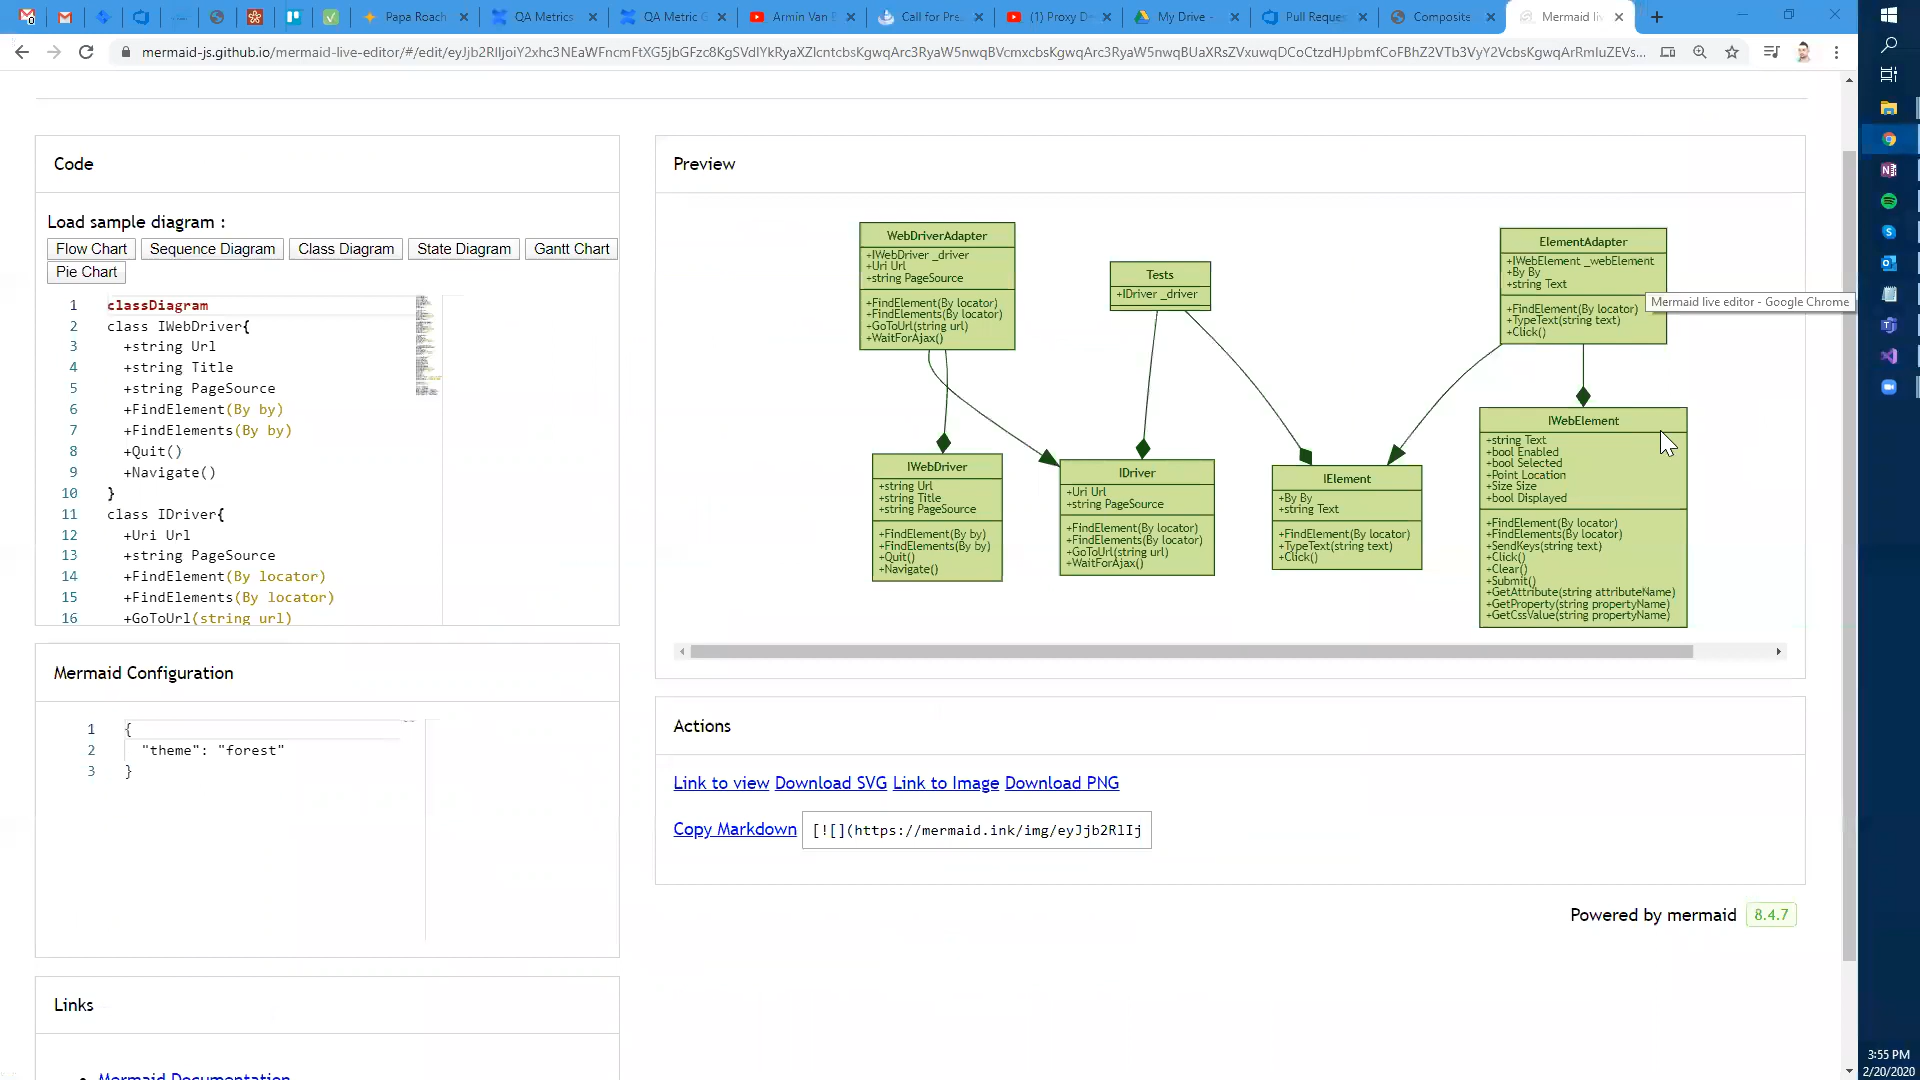 Papa Roach
QA Metrics
QA Metric
Armin Van
Call for Pre
(1) Proxy D
My Drive -
Pull Reques
Composite
Mermaid liv
Code
Load sample diagram :
Flow Chart
Sequence Diagram
Class Diagram
State Diagram
Gantt Chart
Pie Chart
1 classDiagram
2 class IWebDriver{
3 +string Url
4 +string Title
5 +string PageSource
6 +FindElement(By by)
7 +FindElements(By by)
8 +Quit()
9 +Navigate()
10 }
11 class IDriver{
12 +Uri Url
13 +string PageSource
14 +FindElement(By locator)
15 +FindElements(By locator)
16 +GoToUrl(string url)
Mermaid Configuration
1 {
2 "theme": "forest"
3 }
Links
Mermaid Documentation
Preview
WebDriverAdapter
+IWebDriver _driver
+Uri Url
+string PageSource
+FindElement(By locator)
+FindElements(By locator)
+GoToUrl(string url)
+WaitForAjax()
Tests
+IDriver _driver
ElementAdapter
+IWebElement _webElement
+By By
+string Text
+FindElement(By locator)
+TypeText(string text)
+Click()
Mermaid live editor - Google Chrome
IWebDriver
+string Url
+string Title
+string PageSource
+FindElement(By by)
+FindElements(By by)
+Quit()
+Navigate()
IDriver
+Uri Url
+string PageSource
+FindElement(By locator)
+FindElements(By locator)
+GoToUrl(string url)
+WaitForAjax()
IElement
+By By
+string Text
+FindElement(By locator)
+TypeText(string text)
+Click()
IWebElement
+string Text
+bool Enabled
+bool Selected
+Point Location
+Size Size
+bool Displayed
+FindElement(By locator)
+FindElements(By locator)
+SendKeys(string text)
+Click()
+Clear()
+Submit()
+GetAttribute(string attributeName)
+GetProperty(string propertyName)
+GetCssValue(string propertyName)
Actions
Link to view Download SVG Link to Image Download PNG
Copy Markdown [![](https://mermaid.ink/img/eyJjb2RlIj
Powered by mermaid 8.4.7
3:55 PM
2/20/2020